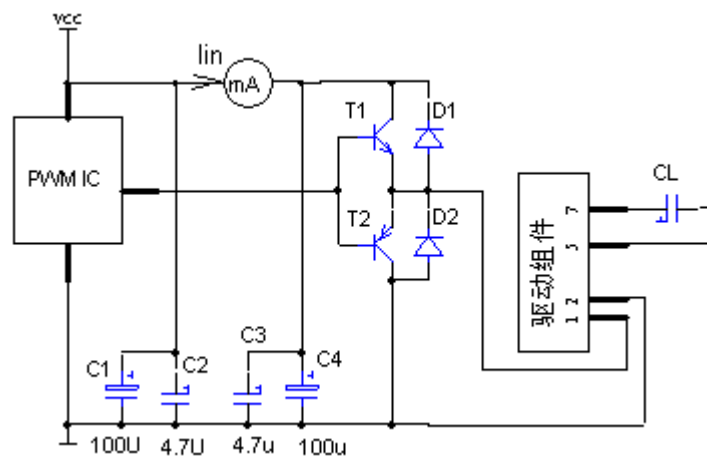 vcc
Iin
mA
T1
D1
PWM IC
CL
T2
D2
驱动组件
7
5
2
1
C1
C2
C3
C4
100U
4.7U
4.7u
100u